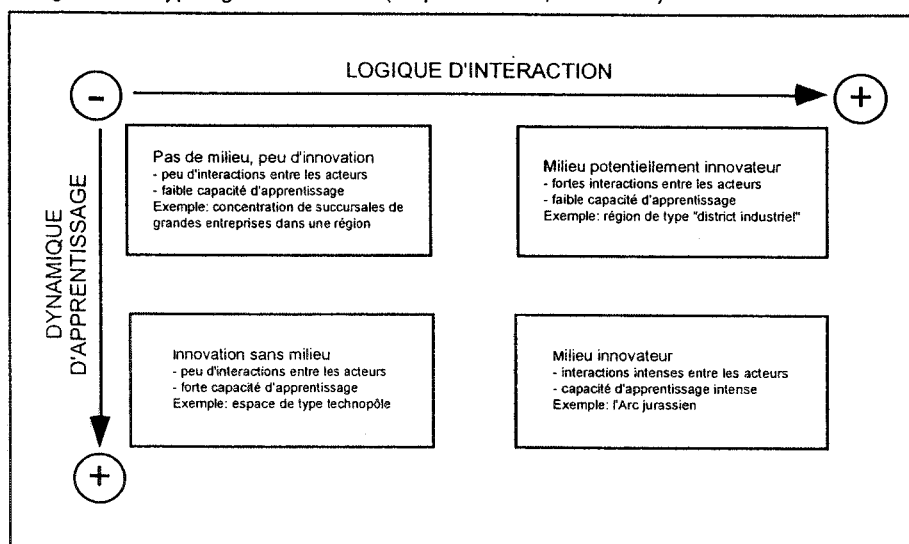 LOGIQUE D'INTERACTION
-
+
DYNAMIQUE
D'APPRENTISSAGE
Pas de milieu, peu d'innovation
- peu d'interactions entre les acteurs
- faible capacité d'apprentissage
Exemple: concentration de succursales de
grandes entreprises dans une région
Milieu potentiellement innovateur
- fortes interactions entre les acteurs
- faible capacité d'apprentissage
Exemple: région de type "district industriel"
Innovation sans milieu
- peu d'interactions entre les acteurs
- forte capacité d'apprentissage
Exemple: espace de type technopôle
Milieu innovateur
- interactions intenses entre les acteurs
- capacité d'apprentissage intense
Exemple: l'Arc jurassien
+